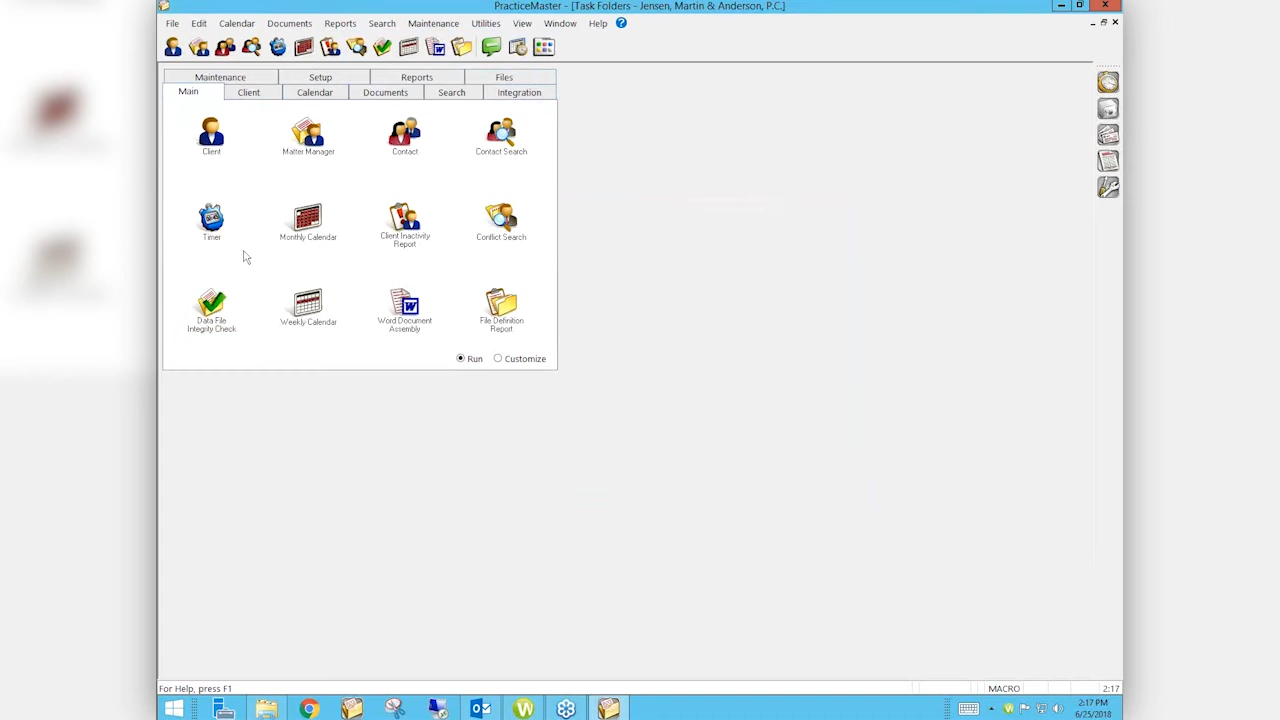 PracticeMaster - [Task Folders - Jensen, Martin & Anderson, P.C.]
File Edit Calendar Documents Reports Search Maintenance Utilities View Window Help
Maintenance Setup Reports Files
Main Client Calendar Documents Search Integration
Client Matter Manager Contact Contact Search
Timer Monthly Calendar Client Inactivity Report Conflict Search
Data File Integrity Check Weekly Calendar Word Document Assembly File Definition Report
Run Customize
For Help, press F1 MACRO 2:17
2:17 PM
6/25/2018